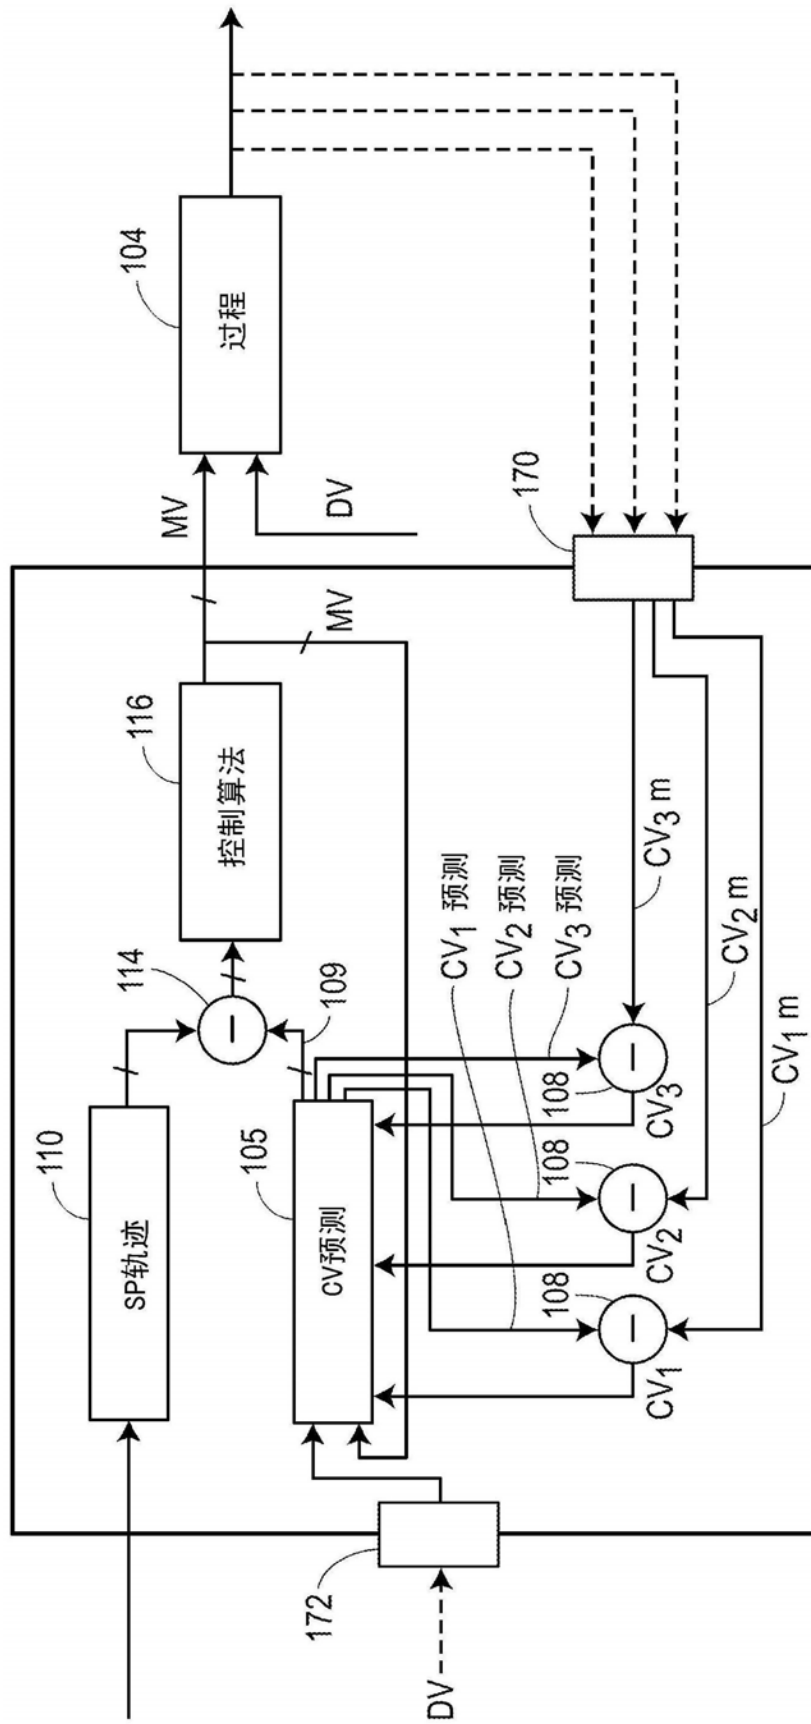 104
过程
MV
DV
170
116
控制算法
MV
114
109
110
SP轨迹
105
CV预测
CV1 预测
CV2 预测
CV3 预测
108
CV3
CV3 m
108
CV2
CV2 m
108
CV1
CV1 m
172
DV